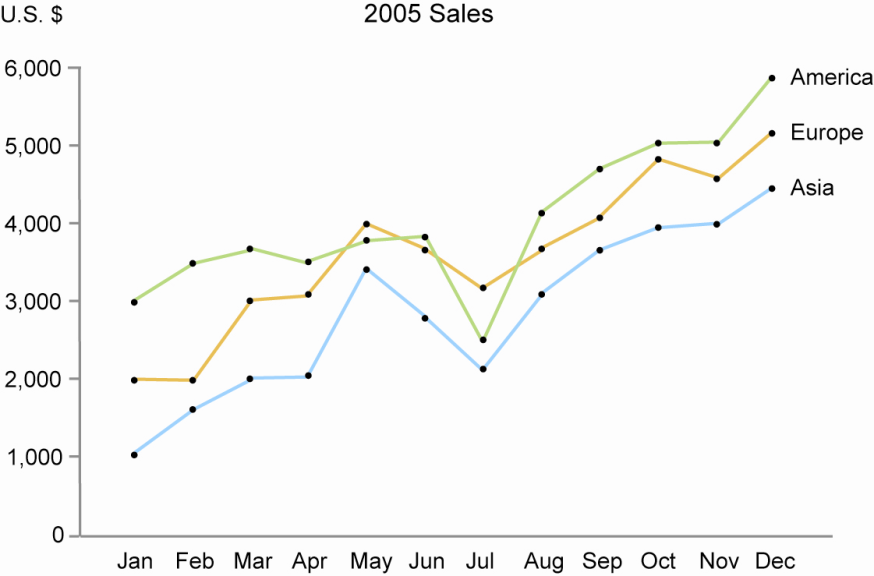 U.S. $
2005 Sales
6,000
5,000
4,000
3,000
2,000
1,000
0
America
Europe
Asia
Jan Feb Mar Apr May Jun Jul Aug Sep Oct Nov Dec